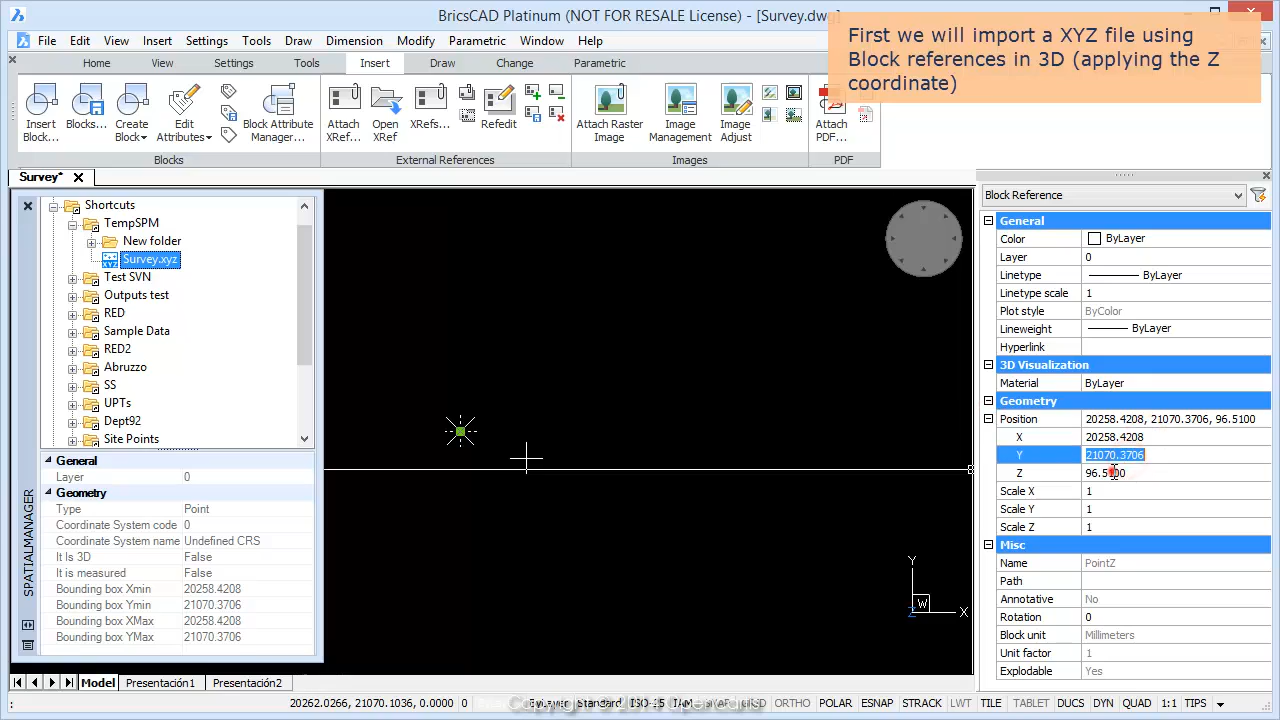 BricsCAD Platinum (NOT FOR RESALE License) - [Survey.dwg]
First we will import a XYZ file using
Block references in 3D (applying the Z
coordinate)
File Edit View Insert Settings Tools Draw Dimension Modify Parametric Window Help
Home View Settings Tools Insert Draw Change Parametric
Insert Block...
Blocks...
Create Block
Edit Attributes
Block Attribute Manager...
Attach XRef...
Open XRef
XRefs...
Refedit
Attach Raster Image
Image Management
Image Adjust
Attach PDF...
Blocks External References Images PDF
Survey*
Shortcuts
TempSPM
New folder
Survey.xyz
Test SVN
Outputs test
RED
Sample Data
RED2
Abruzzo
SS
UPTs
Dept92
Site Points
SPATIALMANAGER
General
Layer 0
Geometry
Type Point
Coordinate System code 0
Coordinate System name Undefined CRS
It Is 3D False
It is measured False
Bounding box Xmin 20258.4208
Bounding box Ymin 21070.3706
Bounding box XMax 20258.4208
Bounding box YMax 21070.3706
Y
W
Z X
Block Reference
General
Color ByLayer
Layer 0
Linetype ByLayer
Linetype scale 1
Plot style ByColor
Lineweight ByLayer
Hyperlink
3D Visualization
Material ByLayer
Geometry
Position 20258.4208, 21070.3706, 96.5100
X 20258.4208
Y 21070.3706
Z 96.5100
Scale X 1
Scale Y 1
Scale Z 1
Misc
Name PointZ
Path
Annotative No
Rotation 0
Block unit Millimeters
Unit factor 1
Explodable Yes
Model Presentación1 Presentación2
: 20262.0266, 21070.1036, 0.0000 0 ByLayer Standard ISO-25 ORTHO POLAR ESNAP STRACK LWT TILE DUCS DYN QUAD 1:1 TIPS